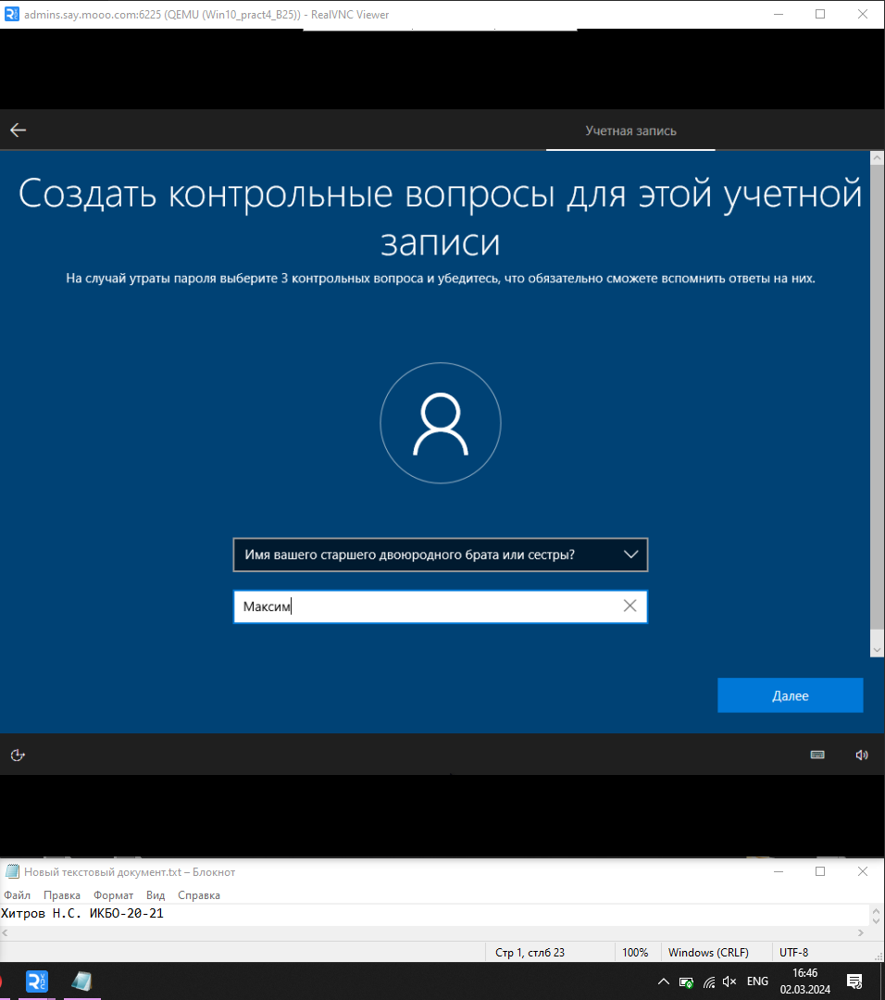 admins.say.mooo.com:6225 (QEMU (Win10_pract4_B25)) - RealVNC Viewer
Учетная запись
Создать контрольные вопросы для этой учетной
записи
На случай утраты пароля выберите 3 контрольных вопроса и убедитесь, что обязательно сможете вспомнить ответы на них.
Имя вашего старшего двоюродного брата или сестры?
Максим
Далее
Новый текстовый документ.txt – Блокнот
Файл Правка Формат Вид Справка
Хитров Н.С. ИКБО-20-21
Стр 1, стлб 23 100% Windows (CRLF) UTF-8
ENG 16:46
02.03.2024